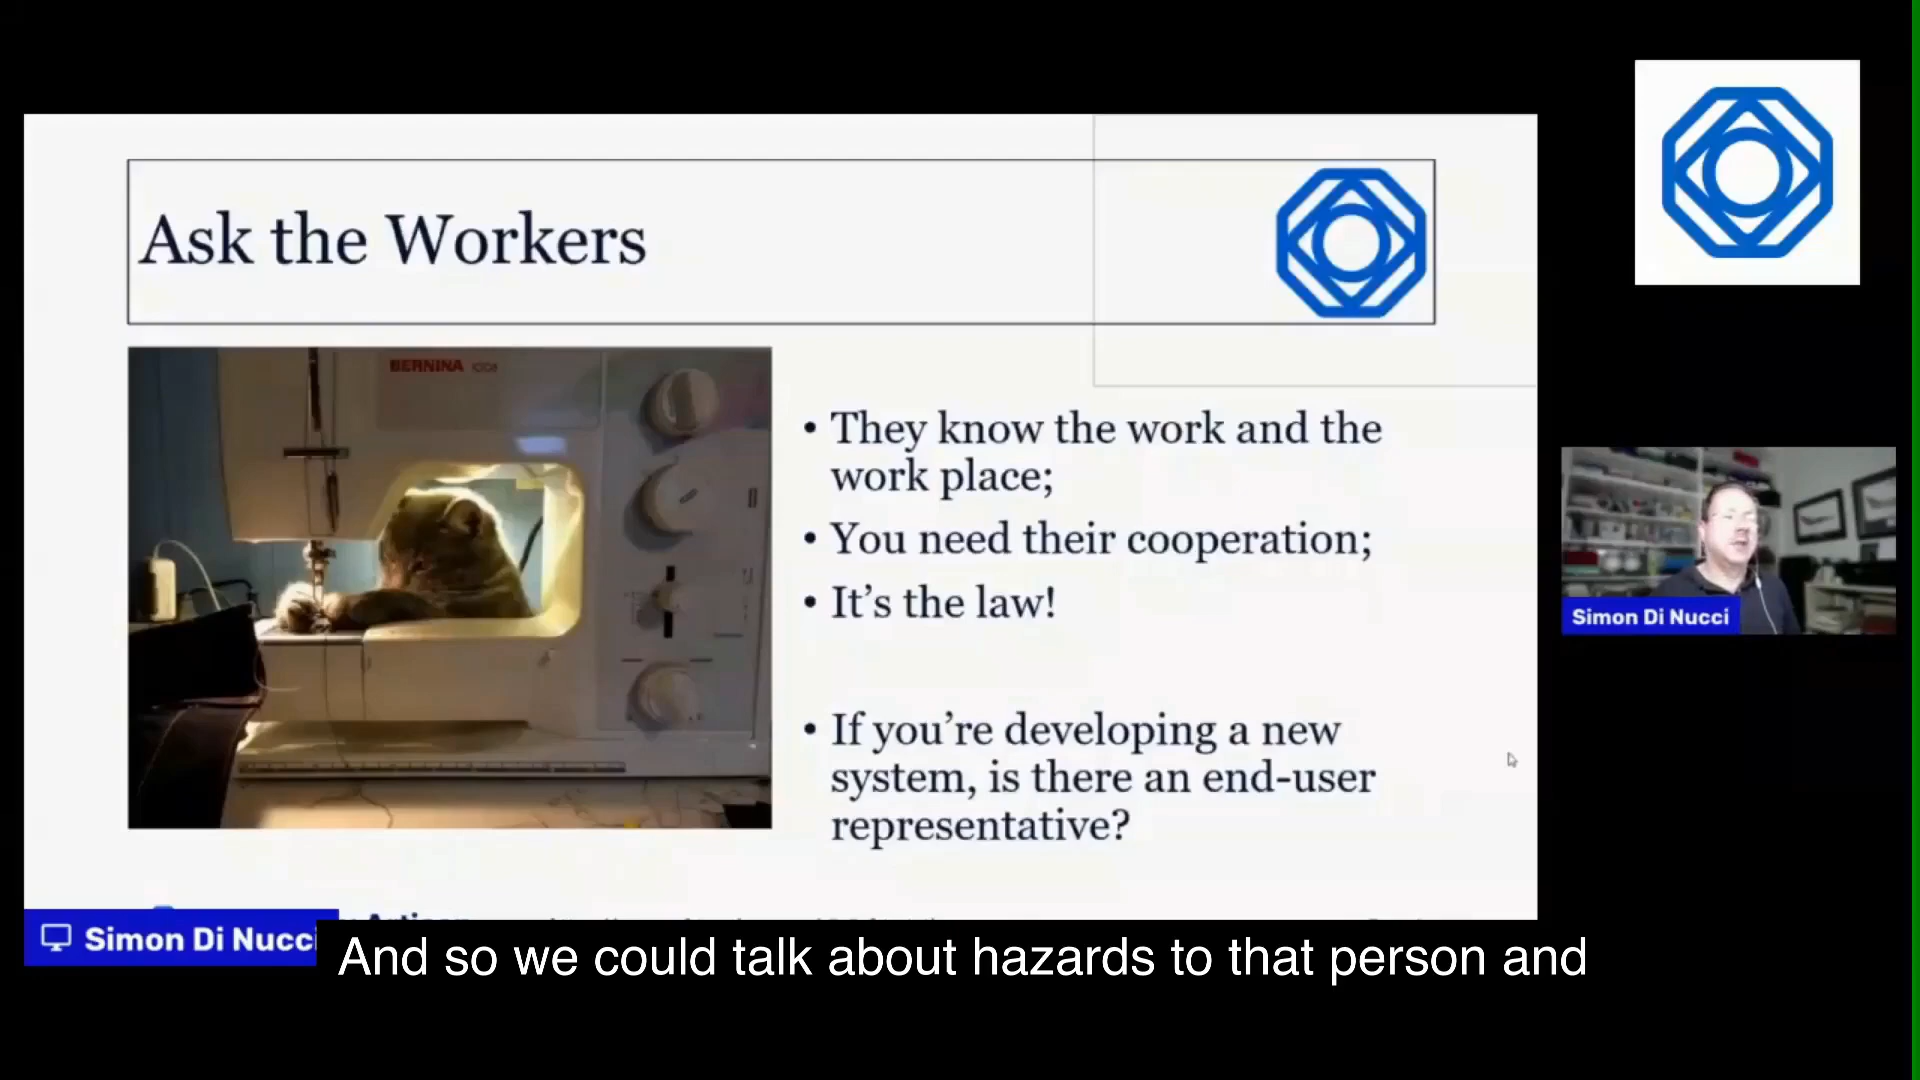 Ask the Workers
BERNINA 1008
• They know the work and the
work place;
• You need their cooperation;
• It's the law!
• If you're developing a new
system, is there an end-user
representative?
Simon Di Nucci
Simon Di Nucci
And so we could talk about hazards to that person and